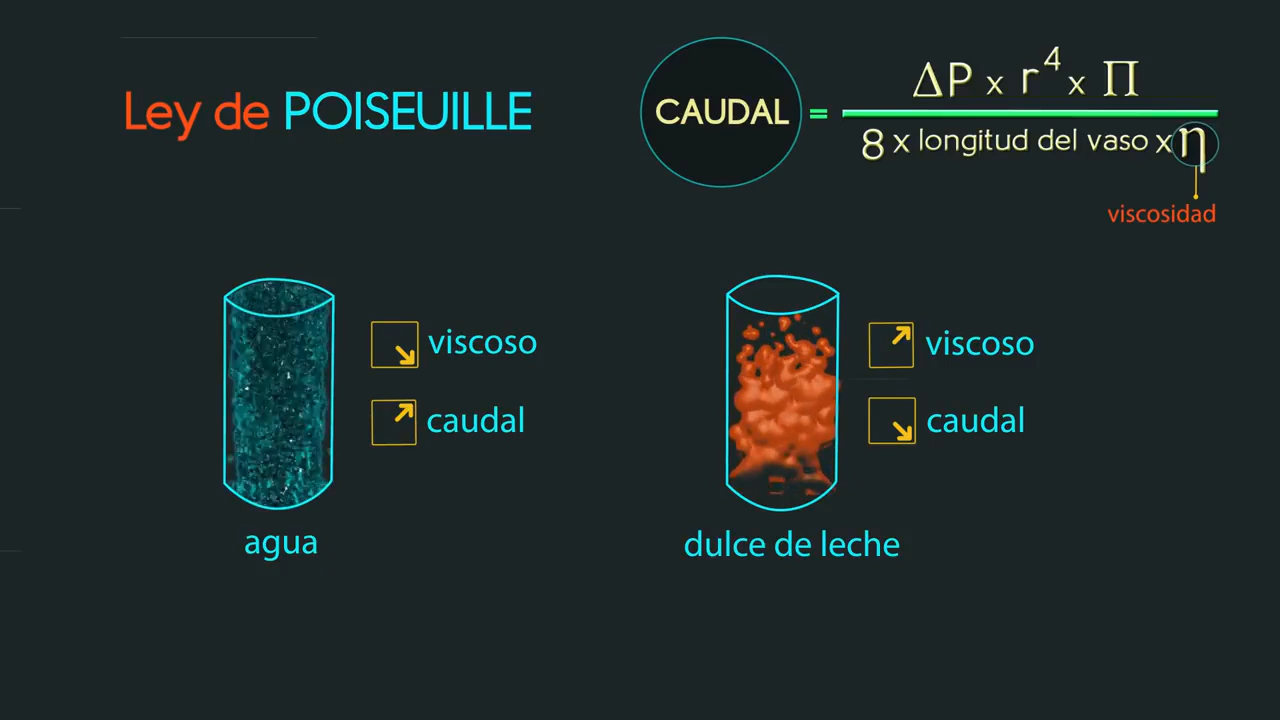 Ley de POISEUILLE
CAUDAL = ΔP x r⁴ x Π
8 x longitud del vaso x η
viscosidad
viscoso
caudal
agua
viscoso
caudal
dulce de leche